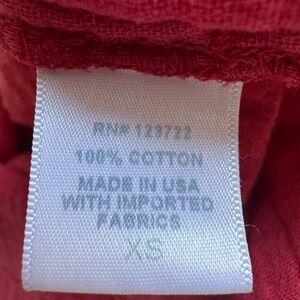 RN# 123722
100% COTTON
MADE IN USA
WITH IMPORTED
FABRICS
XS